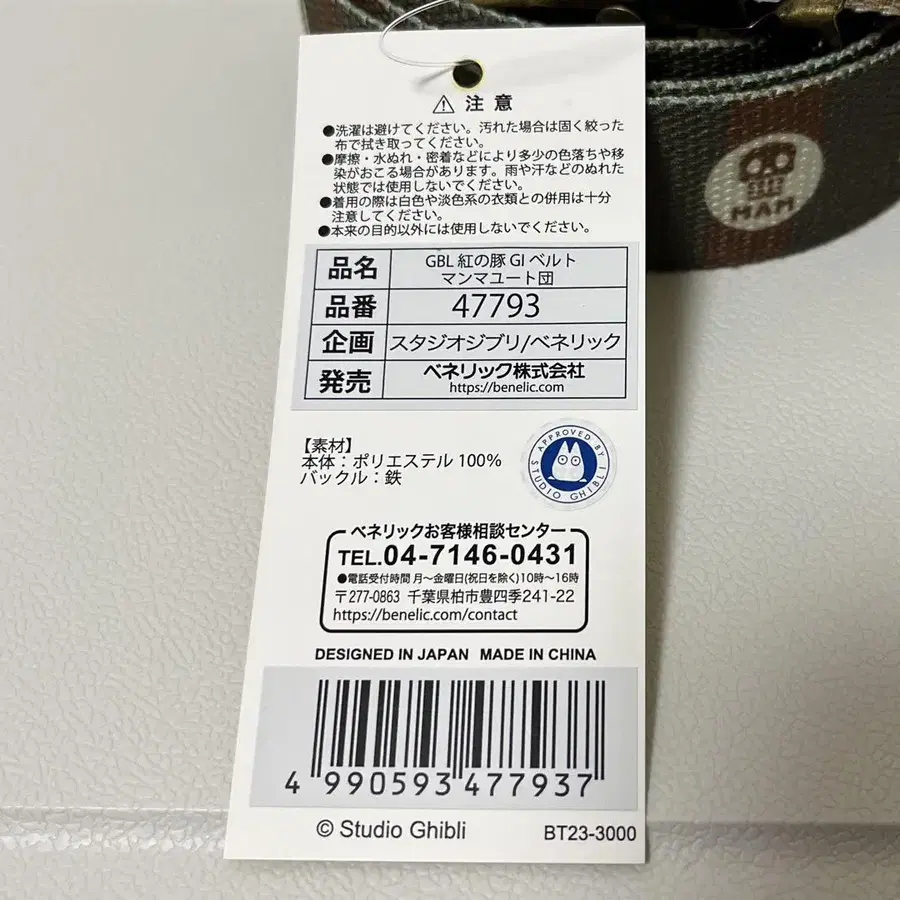 ⚠ 注意
●洗濯は避けてください。汚れた場合は固く絞った
布で拭き取ってください。
●摩擦・水ぬれ・密着などにより多少の色落ちや移
染がおこる場合があります。雨や汗などのぬれた
状態では使用しないでください。
●着用の際は白色や淡色系の衣類との併用は十分
注意してください。
●本来の目的以外には使用しないでください。
品名 GBL 紅の豚 GI ベルト
マンマユート団
品番 47793
企画 スタジオジブリ/ベネリック
発売 ベネリック株式会社
https://benelic.com
【素材】
本体：ポリエステル 100%
バックル：鉄
APPROVED BY
STUDIO GHIBLI
ベネリックお客様相談センター
TEL.04-7146-0431
●電話受付時間 月～金曜日(祝日を除く)10時～16時
〒277-0863 千葉県柏市豊四季241-22
https://benelic.com/contact
DESIGNED IN JAPAN MADE IN CHINA
4 990593 477937
© Studio Ghibli BT23-3000
MAM